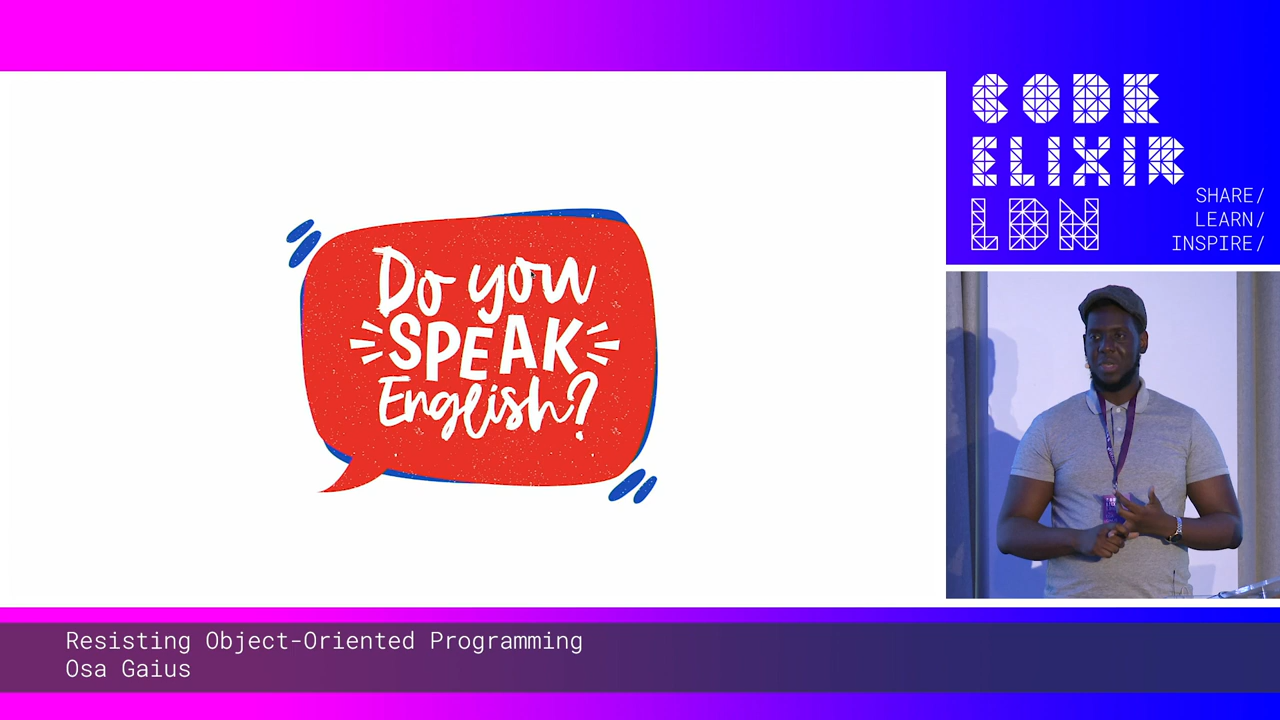 Do you
SPEAK
English?
CODE
ELIXIR
LDN
SHARE/
LEARN/
INSPIRE/
Resisting Object-Oriented Programming
Osa Gaius